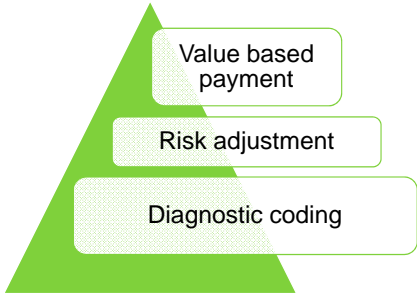 Value based
payment
Risk adjustment
Diagnostic coding